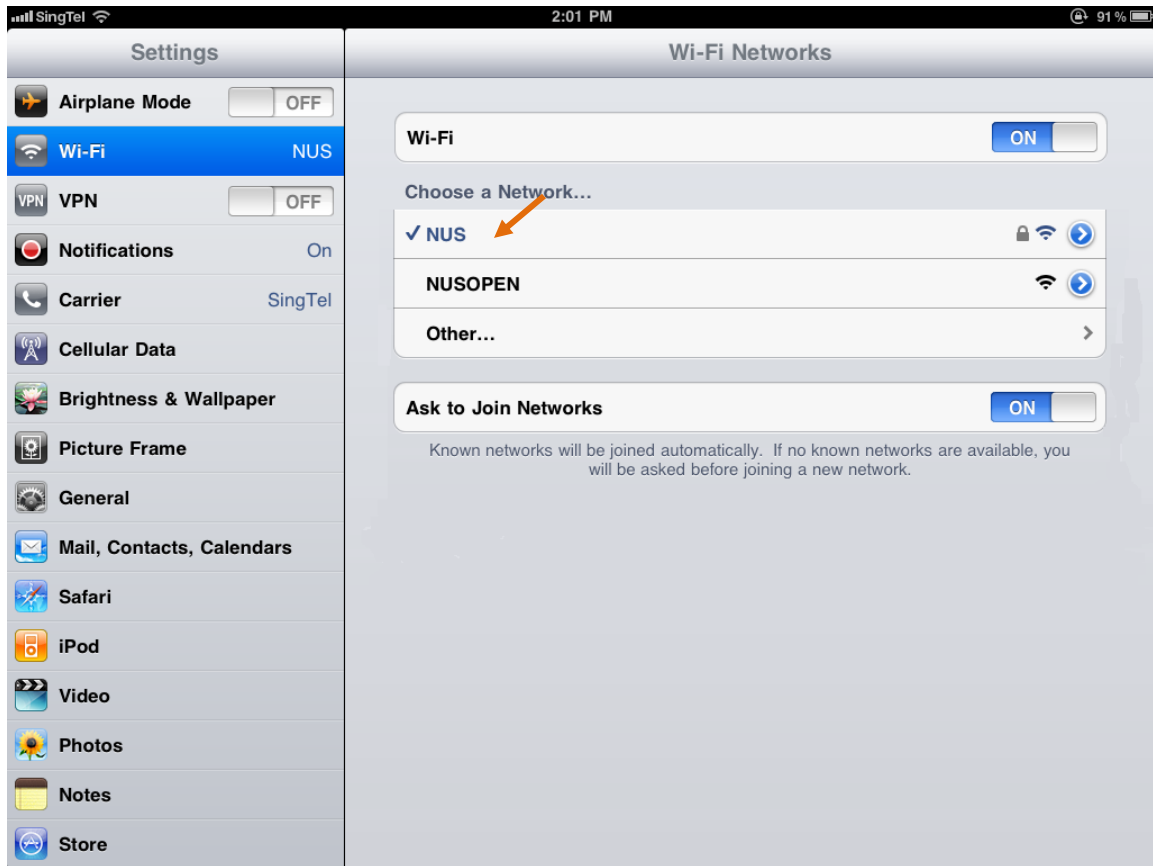 SingTel 2:01 PM 91%
Settings
Wi-Fi Networks
Airplane Mode OFF
Wi-Fi NUS
VPN VPN OFF
Notifications On
Carrier SingTel
Cellular Data
Brightness & Wallpaper
Picture Frame
General
Mail, Contacts, Calendars
Safari
iPod
Video
Photos
Notes
Store
Wi-Fi ON
Choose a Network...
NUS
NUSOPEN
Other...
Ask to Join Networks ON
Known networks will be joined automatically. If no known networks are available, you
will be asked before joining a new network.